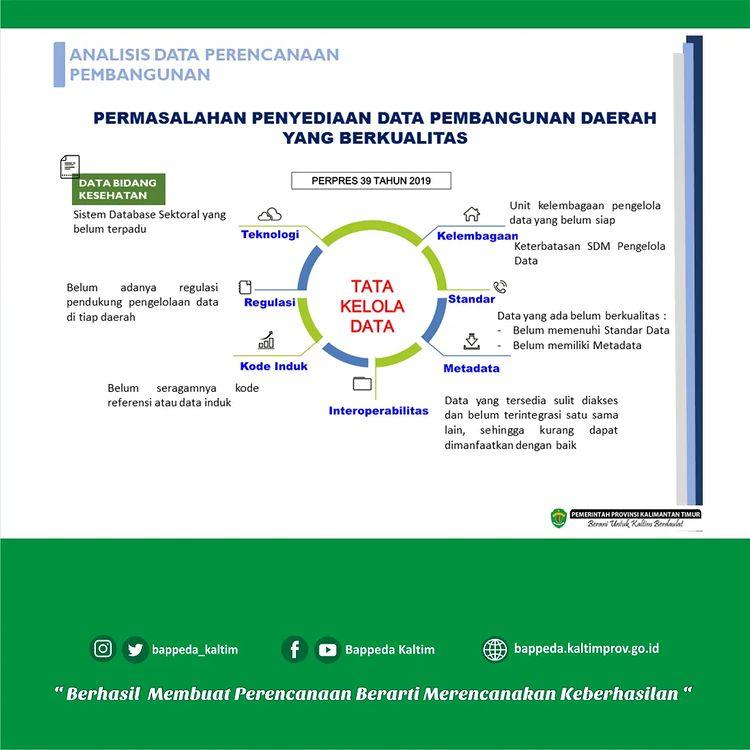 ANALISIS DATA PERENCANAAN
PEMBANGUNAN
PERMASALAHAN PENYEDIAAN DATA PEMBANGUNAN DAERAH
YANG BERKUALITAS
DATA BIDANG
KESEHATAN
PERPRES 39 TAHUN 2019
Sistem Database Sektoral yang
belum terpadu
Teknologi
Kelembagaan
Unit kelembagaan pengelola
data yang belum siap
Keterbatasan SDM Pengelola
Data
Belum adanya regulasi
pendukung pengelolaan data
di tiap daerah
Regulasi
TATA
KELOLA
DATA
Standar
Data yang ada belum berkualitas :
- Belum memenuhi Standar Data
- Belum memiliki Metadata
Kode Induk
Metadata
Belum seragamnya kode
referensi atau data induk
Interoperabilitas
Data yang tersedia sulit diakses
dan belum terintegrasi satu sama
lain, sehingga kurang dapat
dimanfaatkan dengan baik
PEMERINTAH PROVINSI KALIMANTAN TIMUR
Berani Untuk Kaltim Berdaulat
bappeda_kaltim
Bappeda Kaltim
bappeda.kaltimprov.go.id
“ Berhasil Membuat Perencanaan Berarti Merencanakan Keberhasilan “